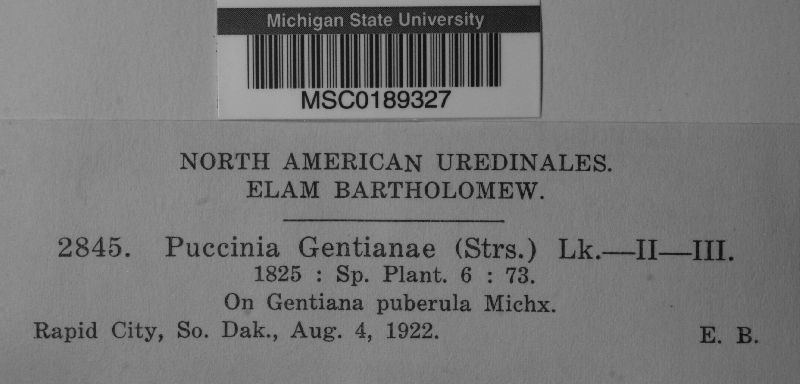 Michigan State University
MSC0189327
NORTH AMERICAN UREDINALES.
ELAM BARTHOLOMEW.
2845. Puccinia Gentianae (Strs.) Lk.—II—III.
1825 : Sp. Plant. 6 : 73.
On Gentiana puberula Michx.
Rapid City, So. Dak., Aug. 4, 1922. E. B.